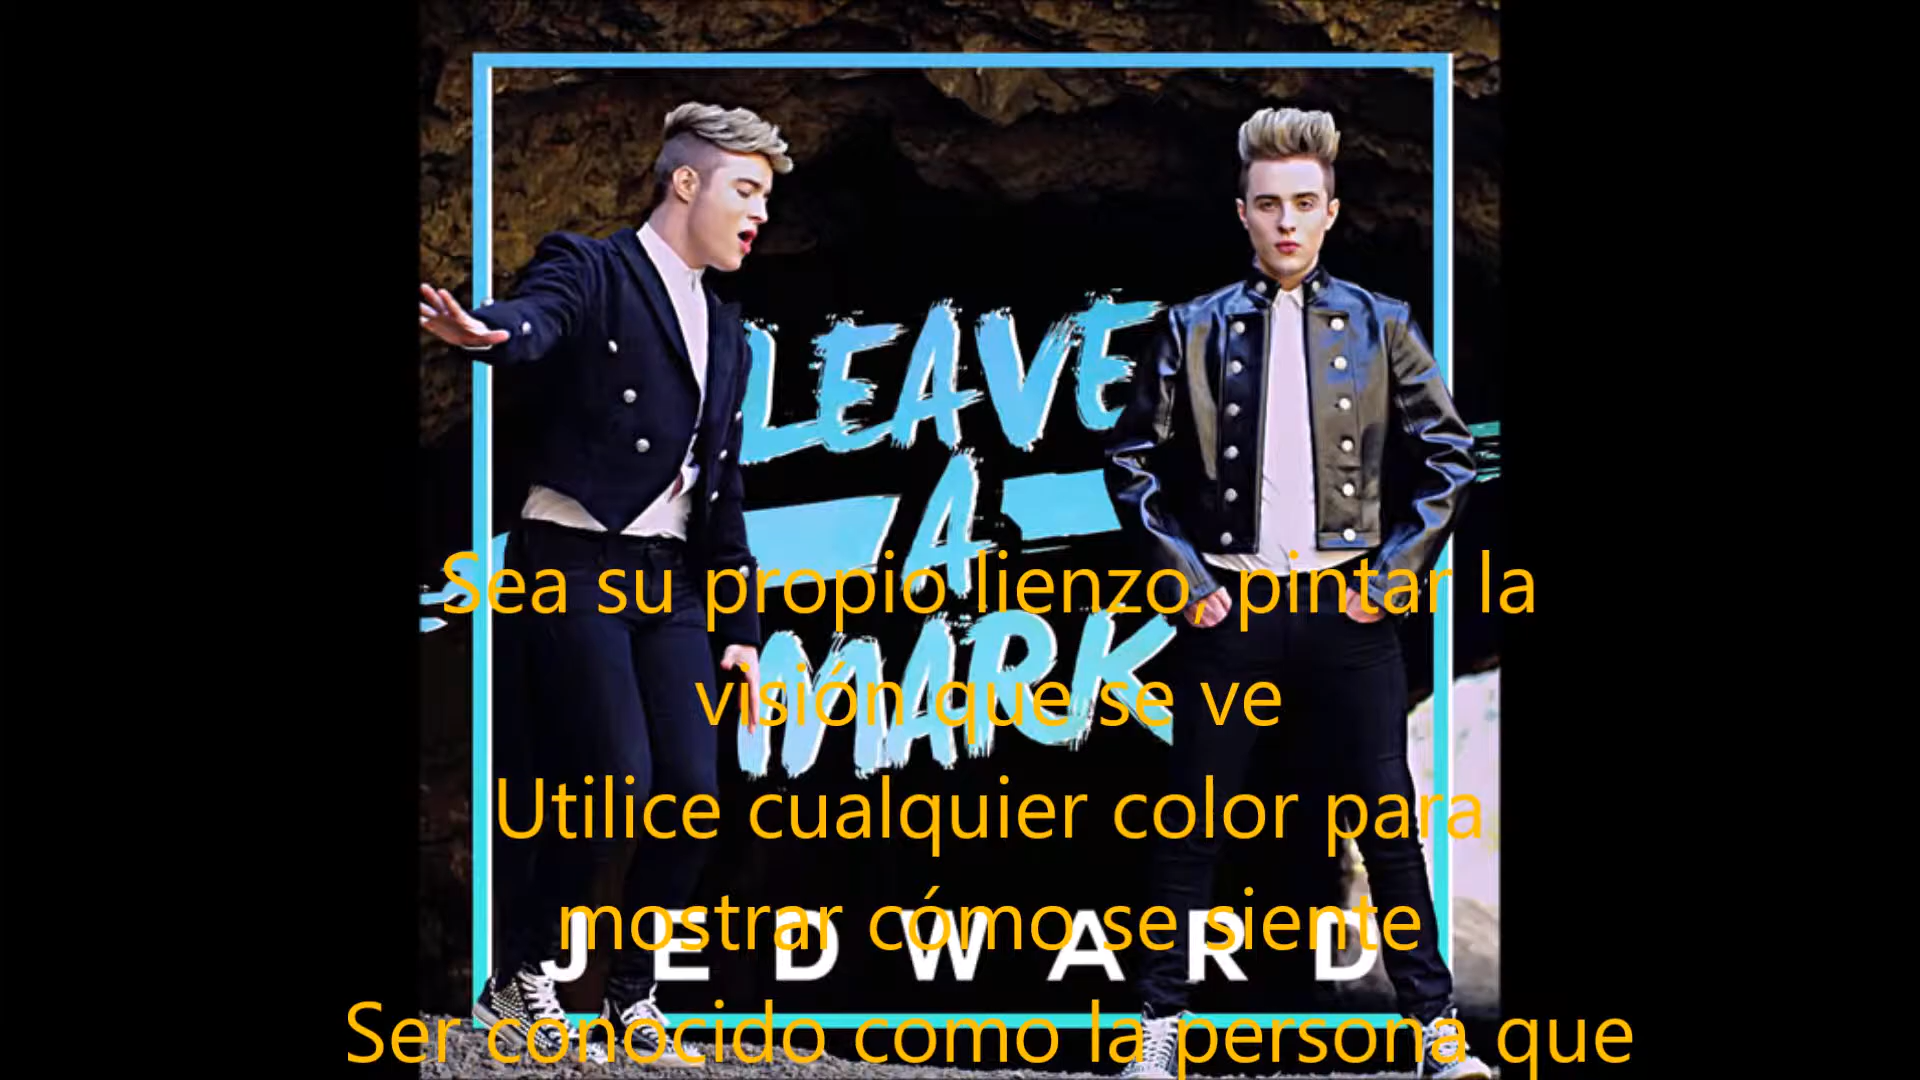 LEAVE
A
MARK
Sea su propio lienzo, pintar la
visión que se ve
Utilice cualquier color para
mostrar cómo se siente
JEDWARD
Ser conocido como la persona que